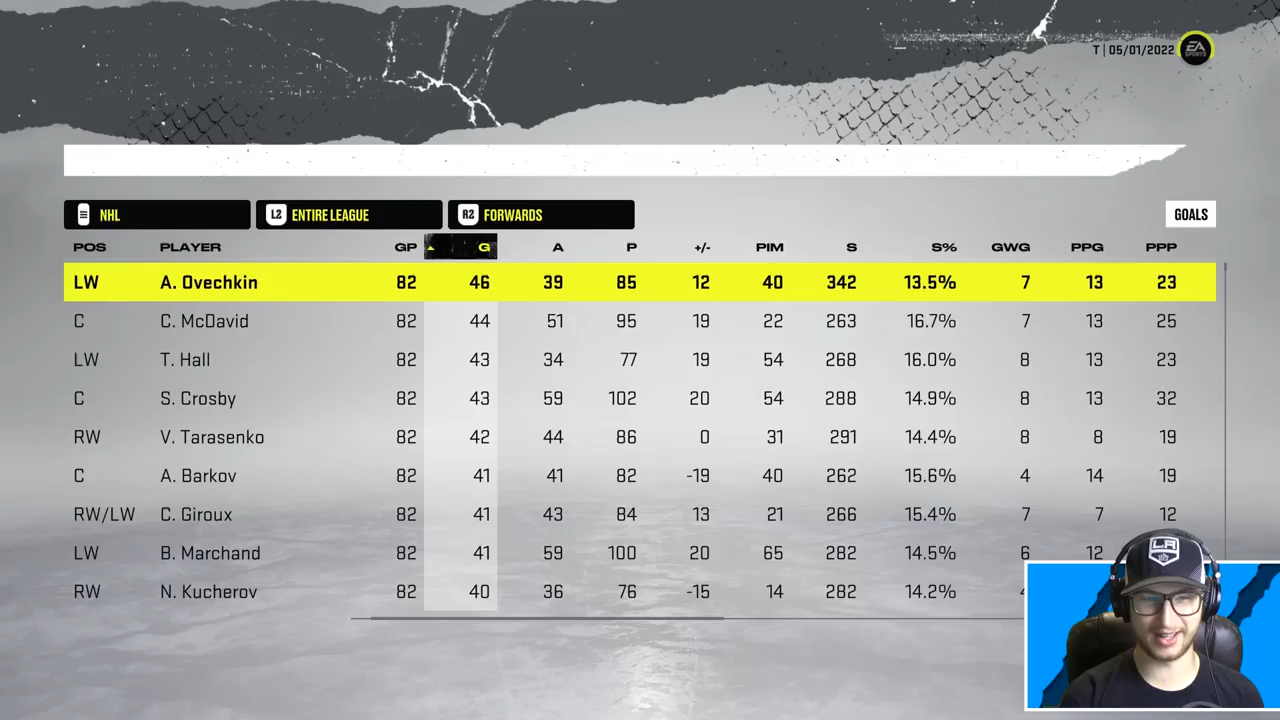 T | 05/01/2022 EA SPORTS
NHL L2 ENTIRE LEAGUE R2 FORWARDS GOALS
POS PLAYER GP G A P +/- PIM S S% GWG PPG PPP
LW A. Ovechkin 82 46 39 85 12 40 342 13.5% 7 13 23
C C. McDavid 82 44 51 95 19 22 263 16.7% 7 13 25
LW T. Hall 82 43 34 77 19 54 268 16.0% 8 13 23
C S. Crosby 82 43 59 102 20 54 288 14.9% 8 13 32
RW V. Tarasenko 82 42 44 86 0 31 291 14.4% 8 8 19
C A. Barkov 82 41 41 82 -19 40 262 15.6% 4 14 19
RW/LW C. Giroux 82 41 43 84 13 21 266 15.4% 7 7 12
LW B. Marchand 82 41 59 100 20 65 282 14.5% 6 12
RW N. Kucherov 82 40 36 76 -15 14 282 14.2%
LA